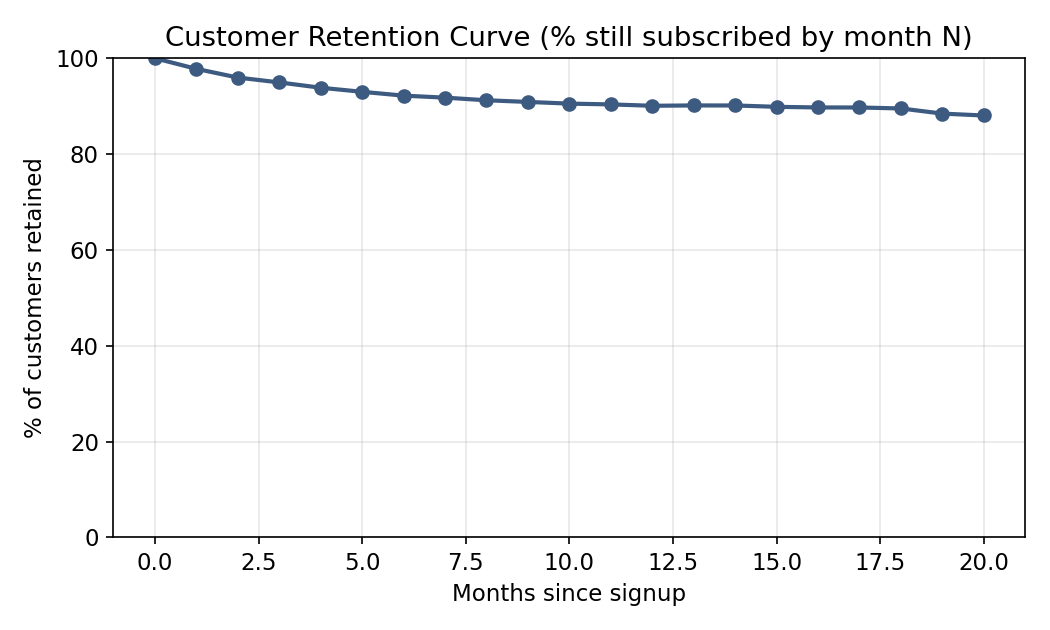 Customer Retention Curve (% still subscribed by month N)
% of customers retained
100
80
60
40
20
0
0.0 2.5 5.0 7.5 10.0 12.5 15.0 17.5 20.0
Months since signup